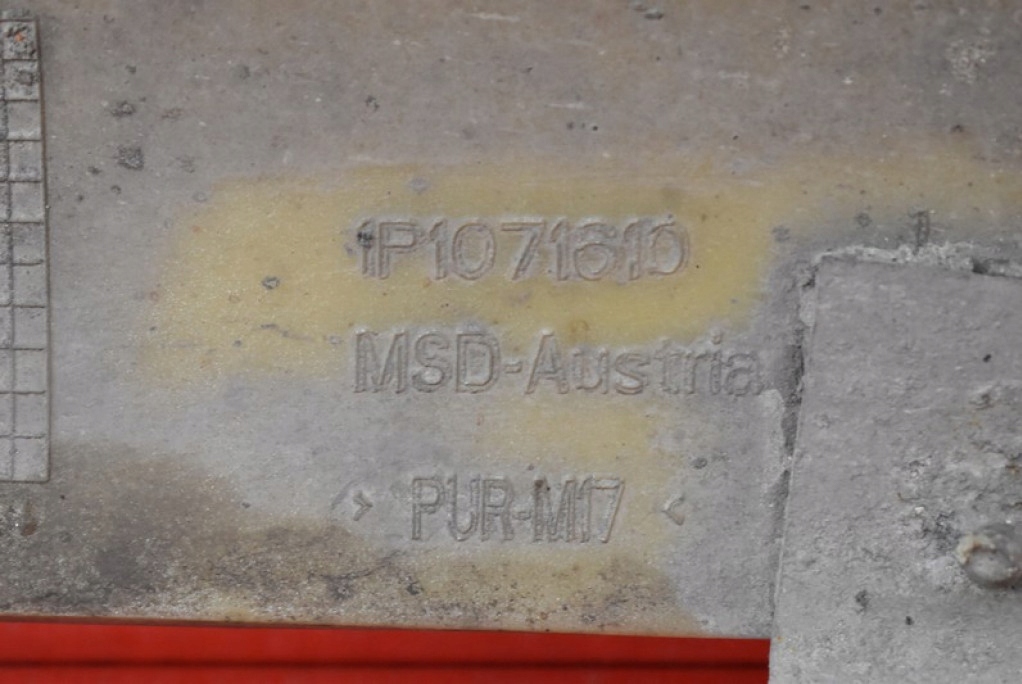 1P1071610
MSD-Austria
> PUR-M17 <